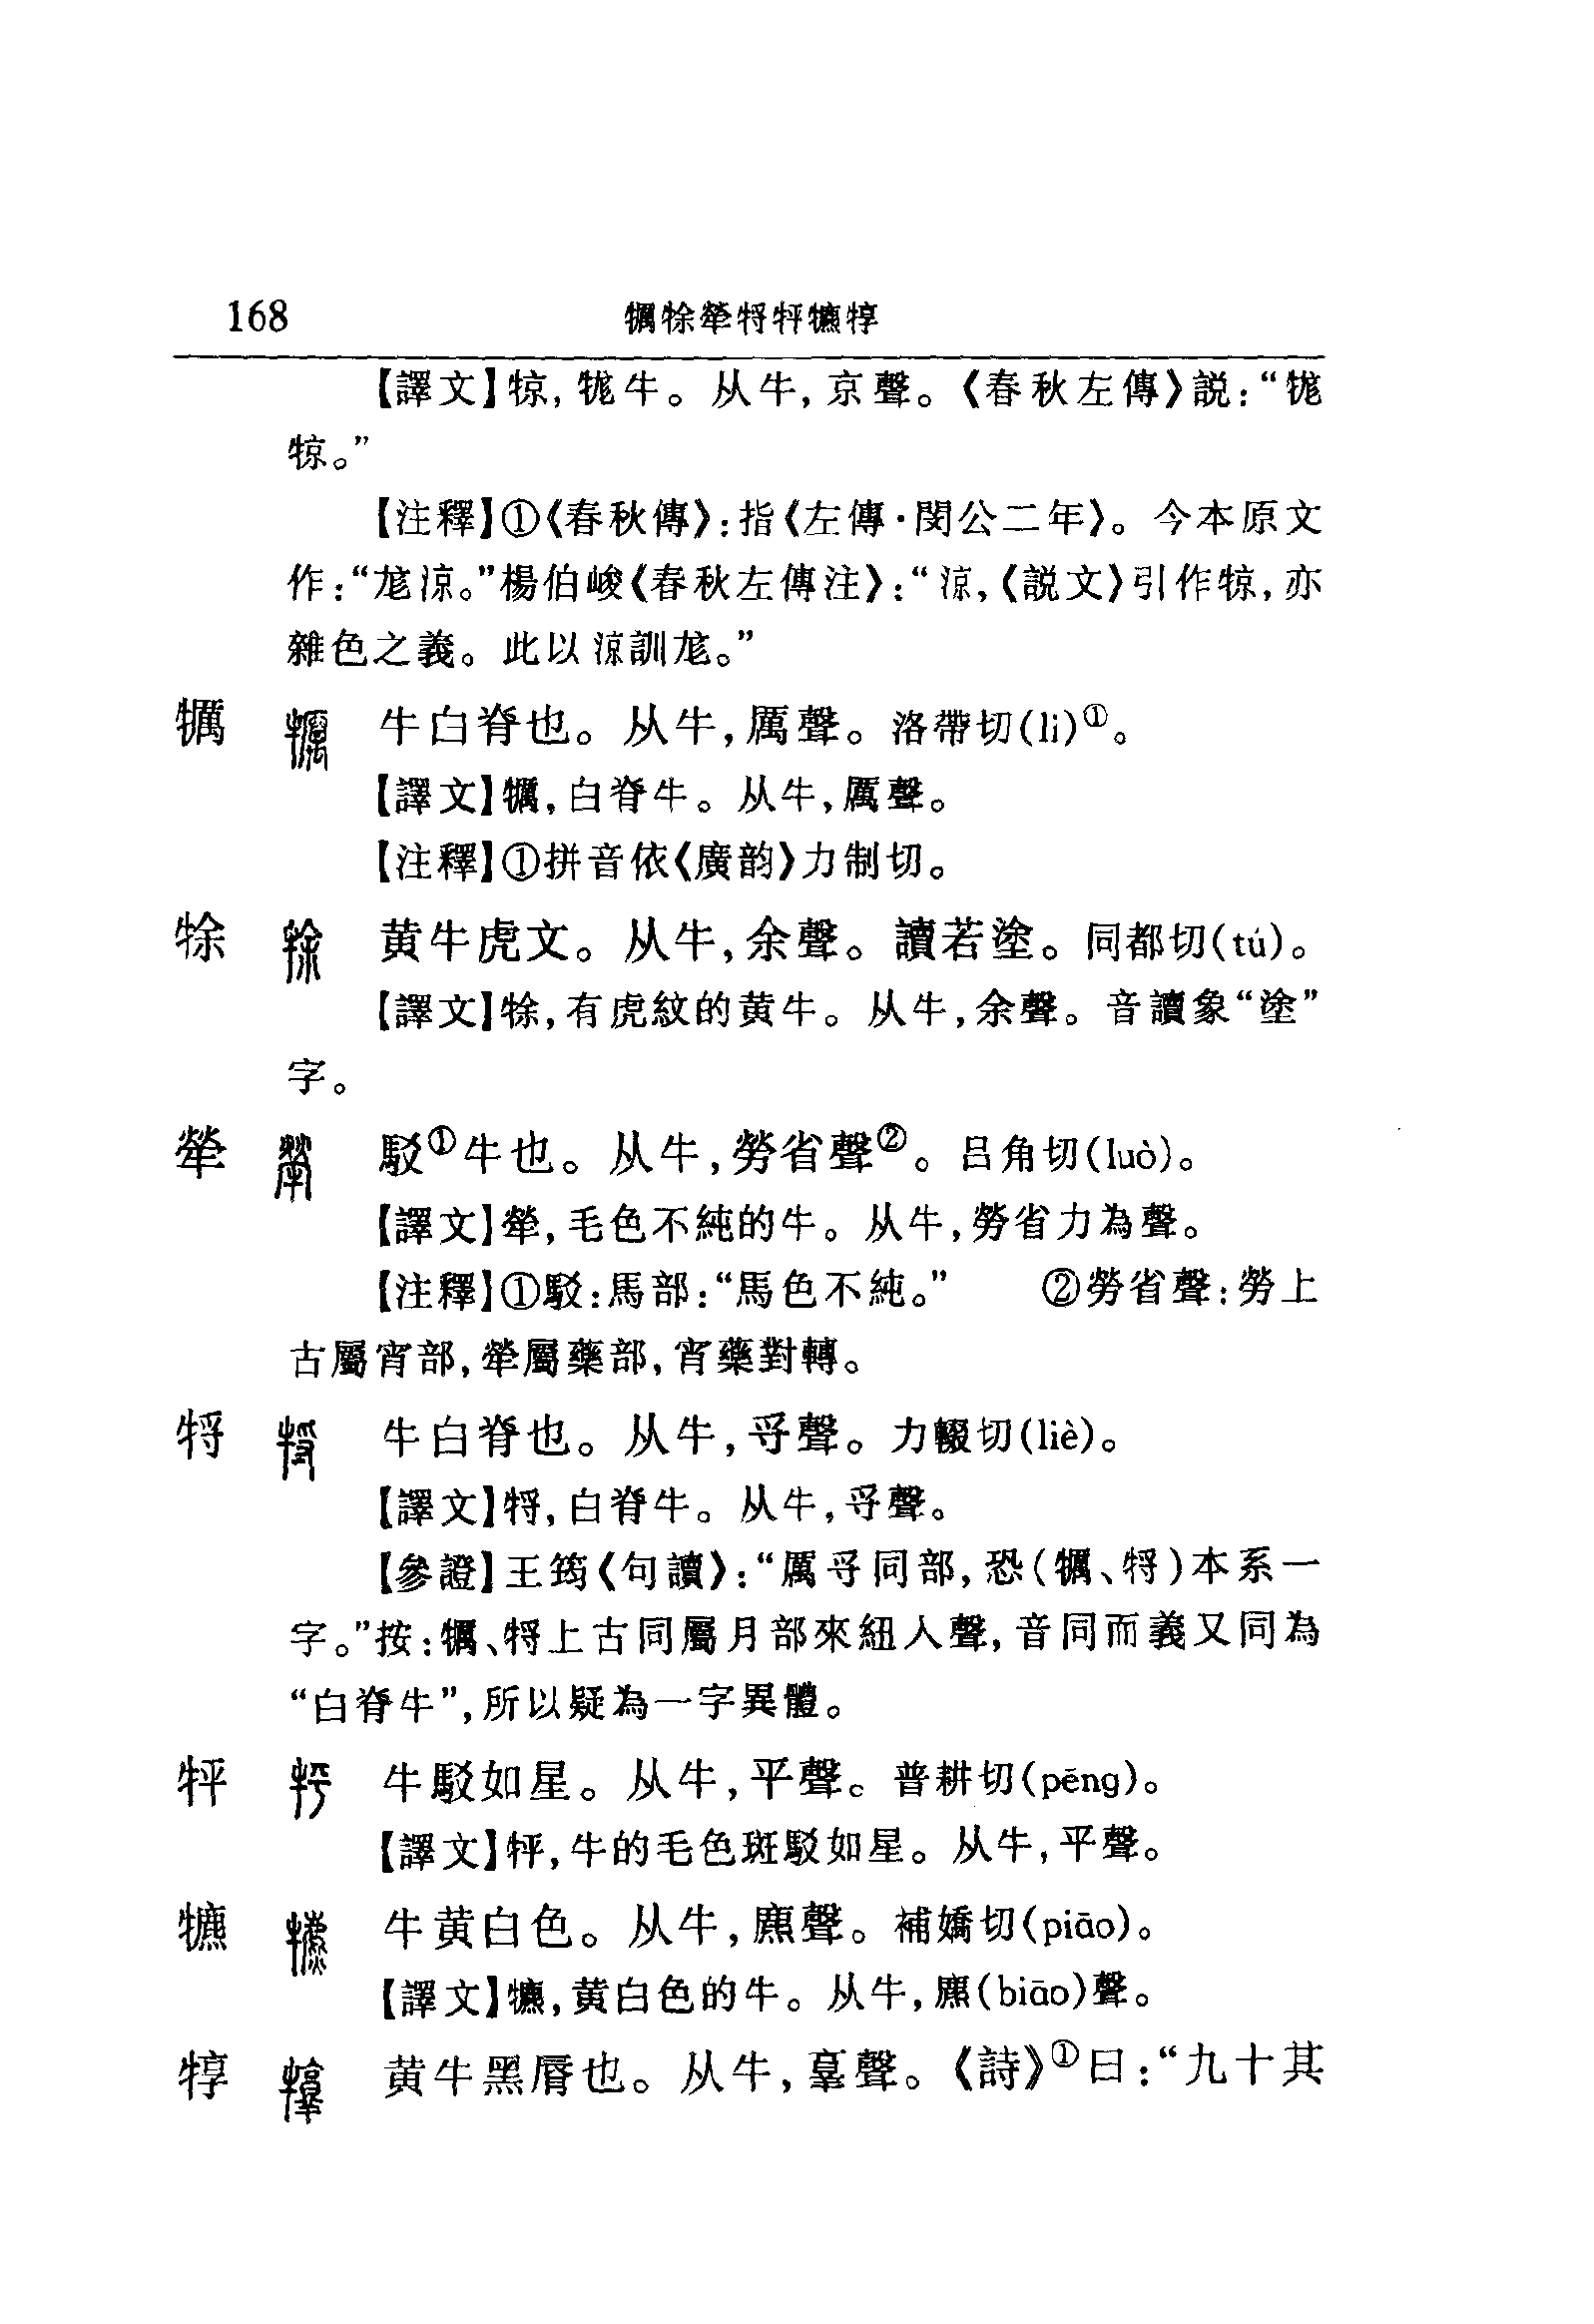 168 犡㹊犖㸹㸬犥犉
【譯文】㹁,牻牛。从牛,京聲。《春秋左傳》説:“牻
㹁。”
【注釋】①《春秋傳》:指《左傳·閔公二年》。今本原文
作:“尨涼。”楊伯峻《春秋左傳注》:“涼,《説文》引作㹁,亦
雜色之義。此以涼訓尨。”
犡 牛白脊也。从牛,厲聲。洛帶切(lì)①。
【譯文】犡,白脊牛。从牛,厲聲。
【注釋】①拼音依《廣韵》力制切。
㹊 黄牛虎文。从牛,余聲。讀若塗。同都切(tú)。
【譯文】㹊,有虎紋的黄牛。从牛,余聲。音讀象“塗”
字。
犖 駁①牛也。从牛,勞省聲②。吕角切(luò)。
【譯文】犖,毛色不純的牛。从牛,勞省力為聲。
【注釋】①駁:馬部:“馬色不純。” ②勞省聲:勞上
古屬宵部,犖屬藥部,宵藥對轉。
㸹 牛白脊也。从牛,寽聲。力輟切(liè)。
【譯文】㸹,白脊牛。从牛,寽聲。
【參證】王筠《句讀》:“厲寽同部,恐(犡、㸹)本系一
字。”按:犡、㸹上古同屬月部來紐入聲,音同而義又同為
“白脊牛”,所以疑為一字異體。
㸬 牛駁如星。从牛,平聲。普耕切(pēng)。
【譯文】㸬,牛的毛色斑駁如星。从牛,平聲。
犥 牛黄白色。从牛,麃聲。補嬌切(piāo)。
【譯文】犥,黄白色的牛。从牛,麃(biāo)聲。
犉 黄牛黑脣也。从牛,𦎫聲。《詩》①曰:“九十其